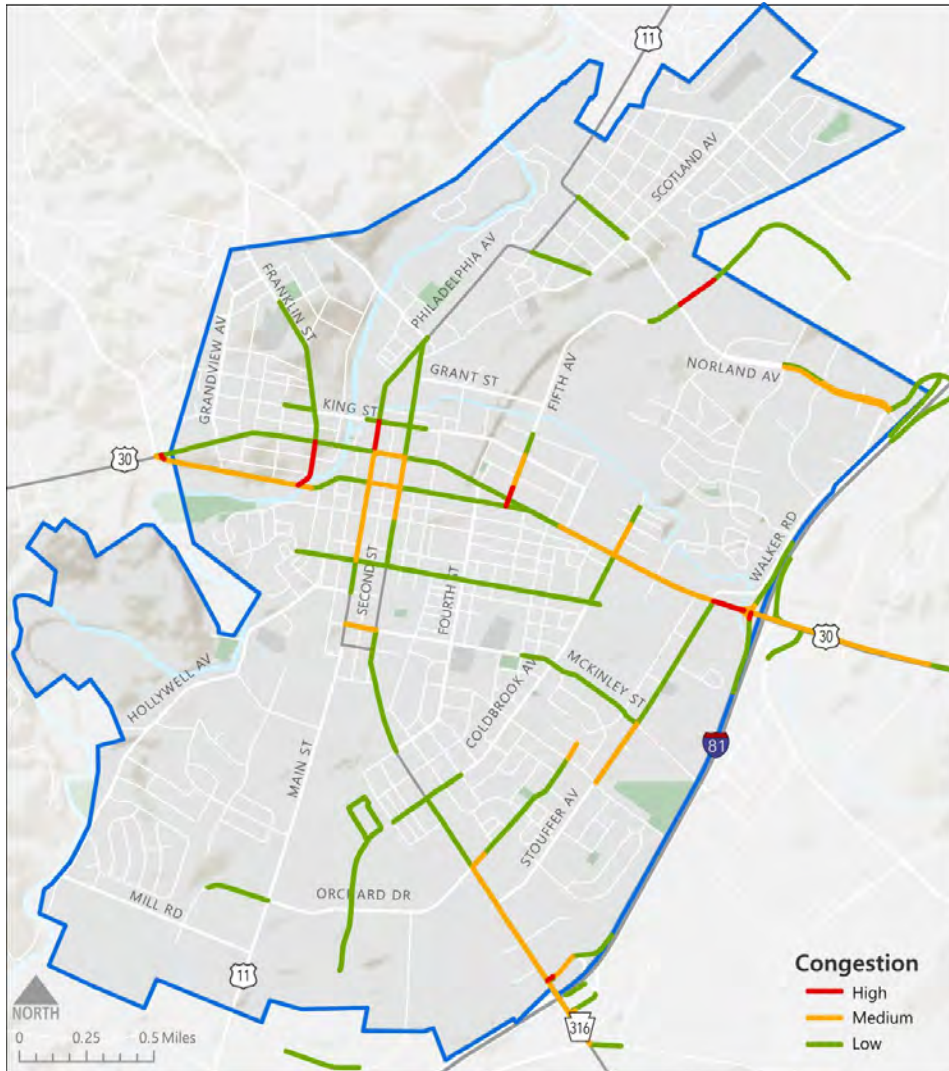 11
SCOTLAND AV
PHILADELPHIA AV
FRANKLIN ST
GRANDVIEW AV
NORLAND AV
GRANT ST
FIFTH AV
KING ST
30
WALKER RD
SECOND ST
FOURTH ST
30
MCKINLEY ST
HOLLYWELL AV
COLDBROOK AV
81
MAIN ST
STOUFFER AV
ORCHARD DR
MILL RD
11
316
NORTH
0 0.25 0.5 Miles
Congestion
High
Medium
Low